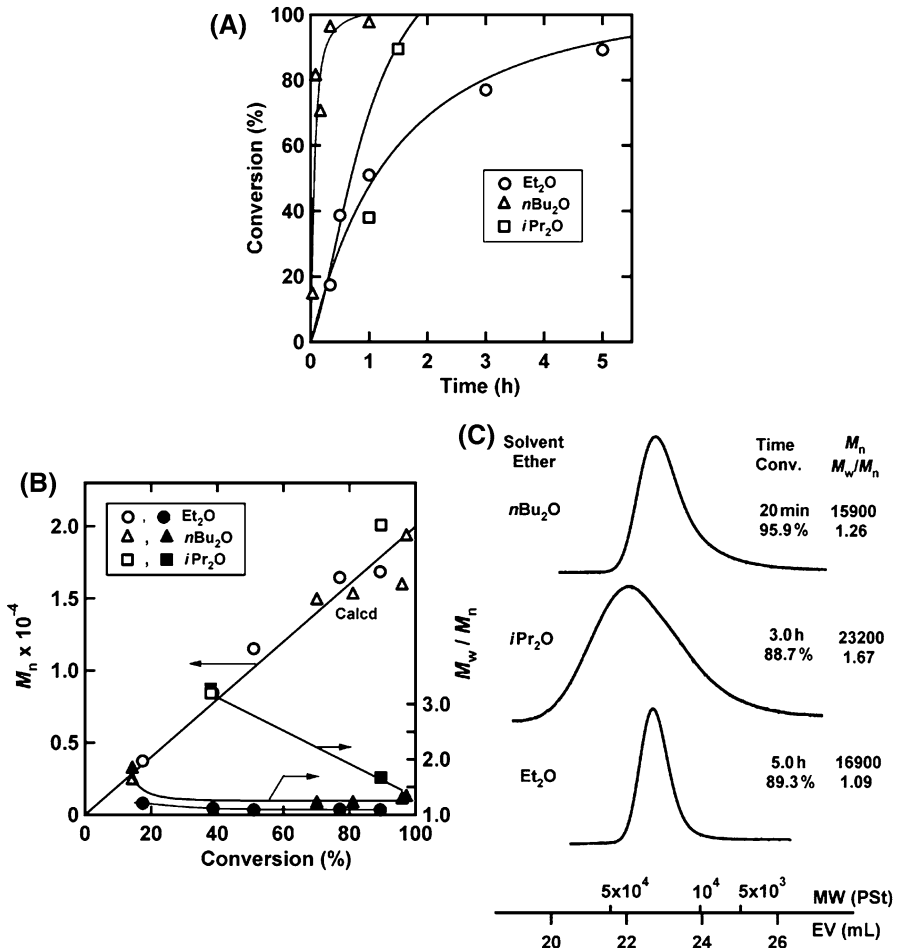 (A)
100
80
60
40
20
0
Conversion (%)
Et₂O
nBu₂O
iPr₂O
0 1 2 3 4 5
Time (h)
(B)
2.0
1.5
1.0
0.5
0
Mn x 10⁻⁴
, Et₂O
, nBu₂O
, iPr₂O
Calcd
Mw / Mn
3.0
2.0
1.0
0 20 40 60 80 100
Conversion (%)
(C)
Solvent Time Mn
Ether Conv. Mw/Mn
nBu₂O 20 min 15900
95.9 % 1.26
iPr₂O 3.0 h 23200
88.7 % 1.67
Et₂O 5.0 h 16900
89.3 % 1.09
5x10⁴ 10⁴ 5x10³ MW (PSt)
20 22 24 26 EV (mL)